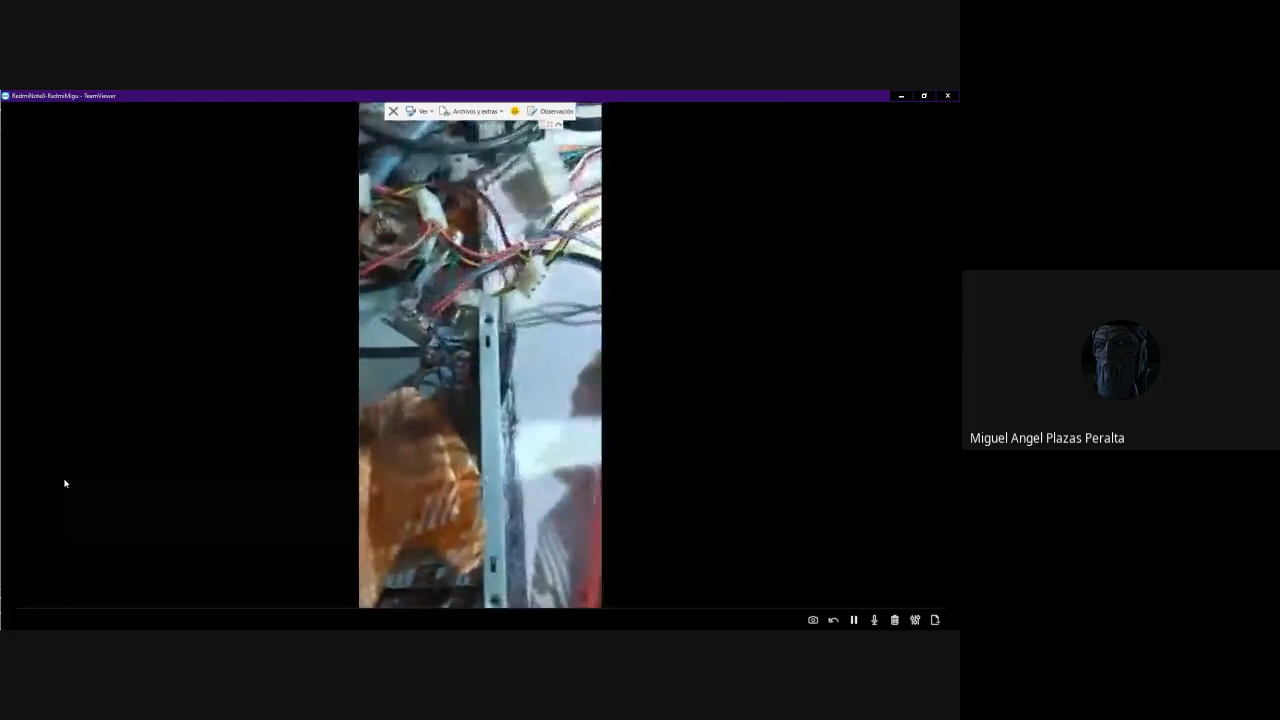 RedmiNote8-RedmiMigu - TeamViewer
Ver
Archivos y extras
Observación
Miguel Angel Plazas Peralta